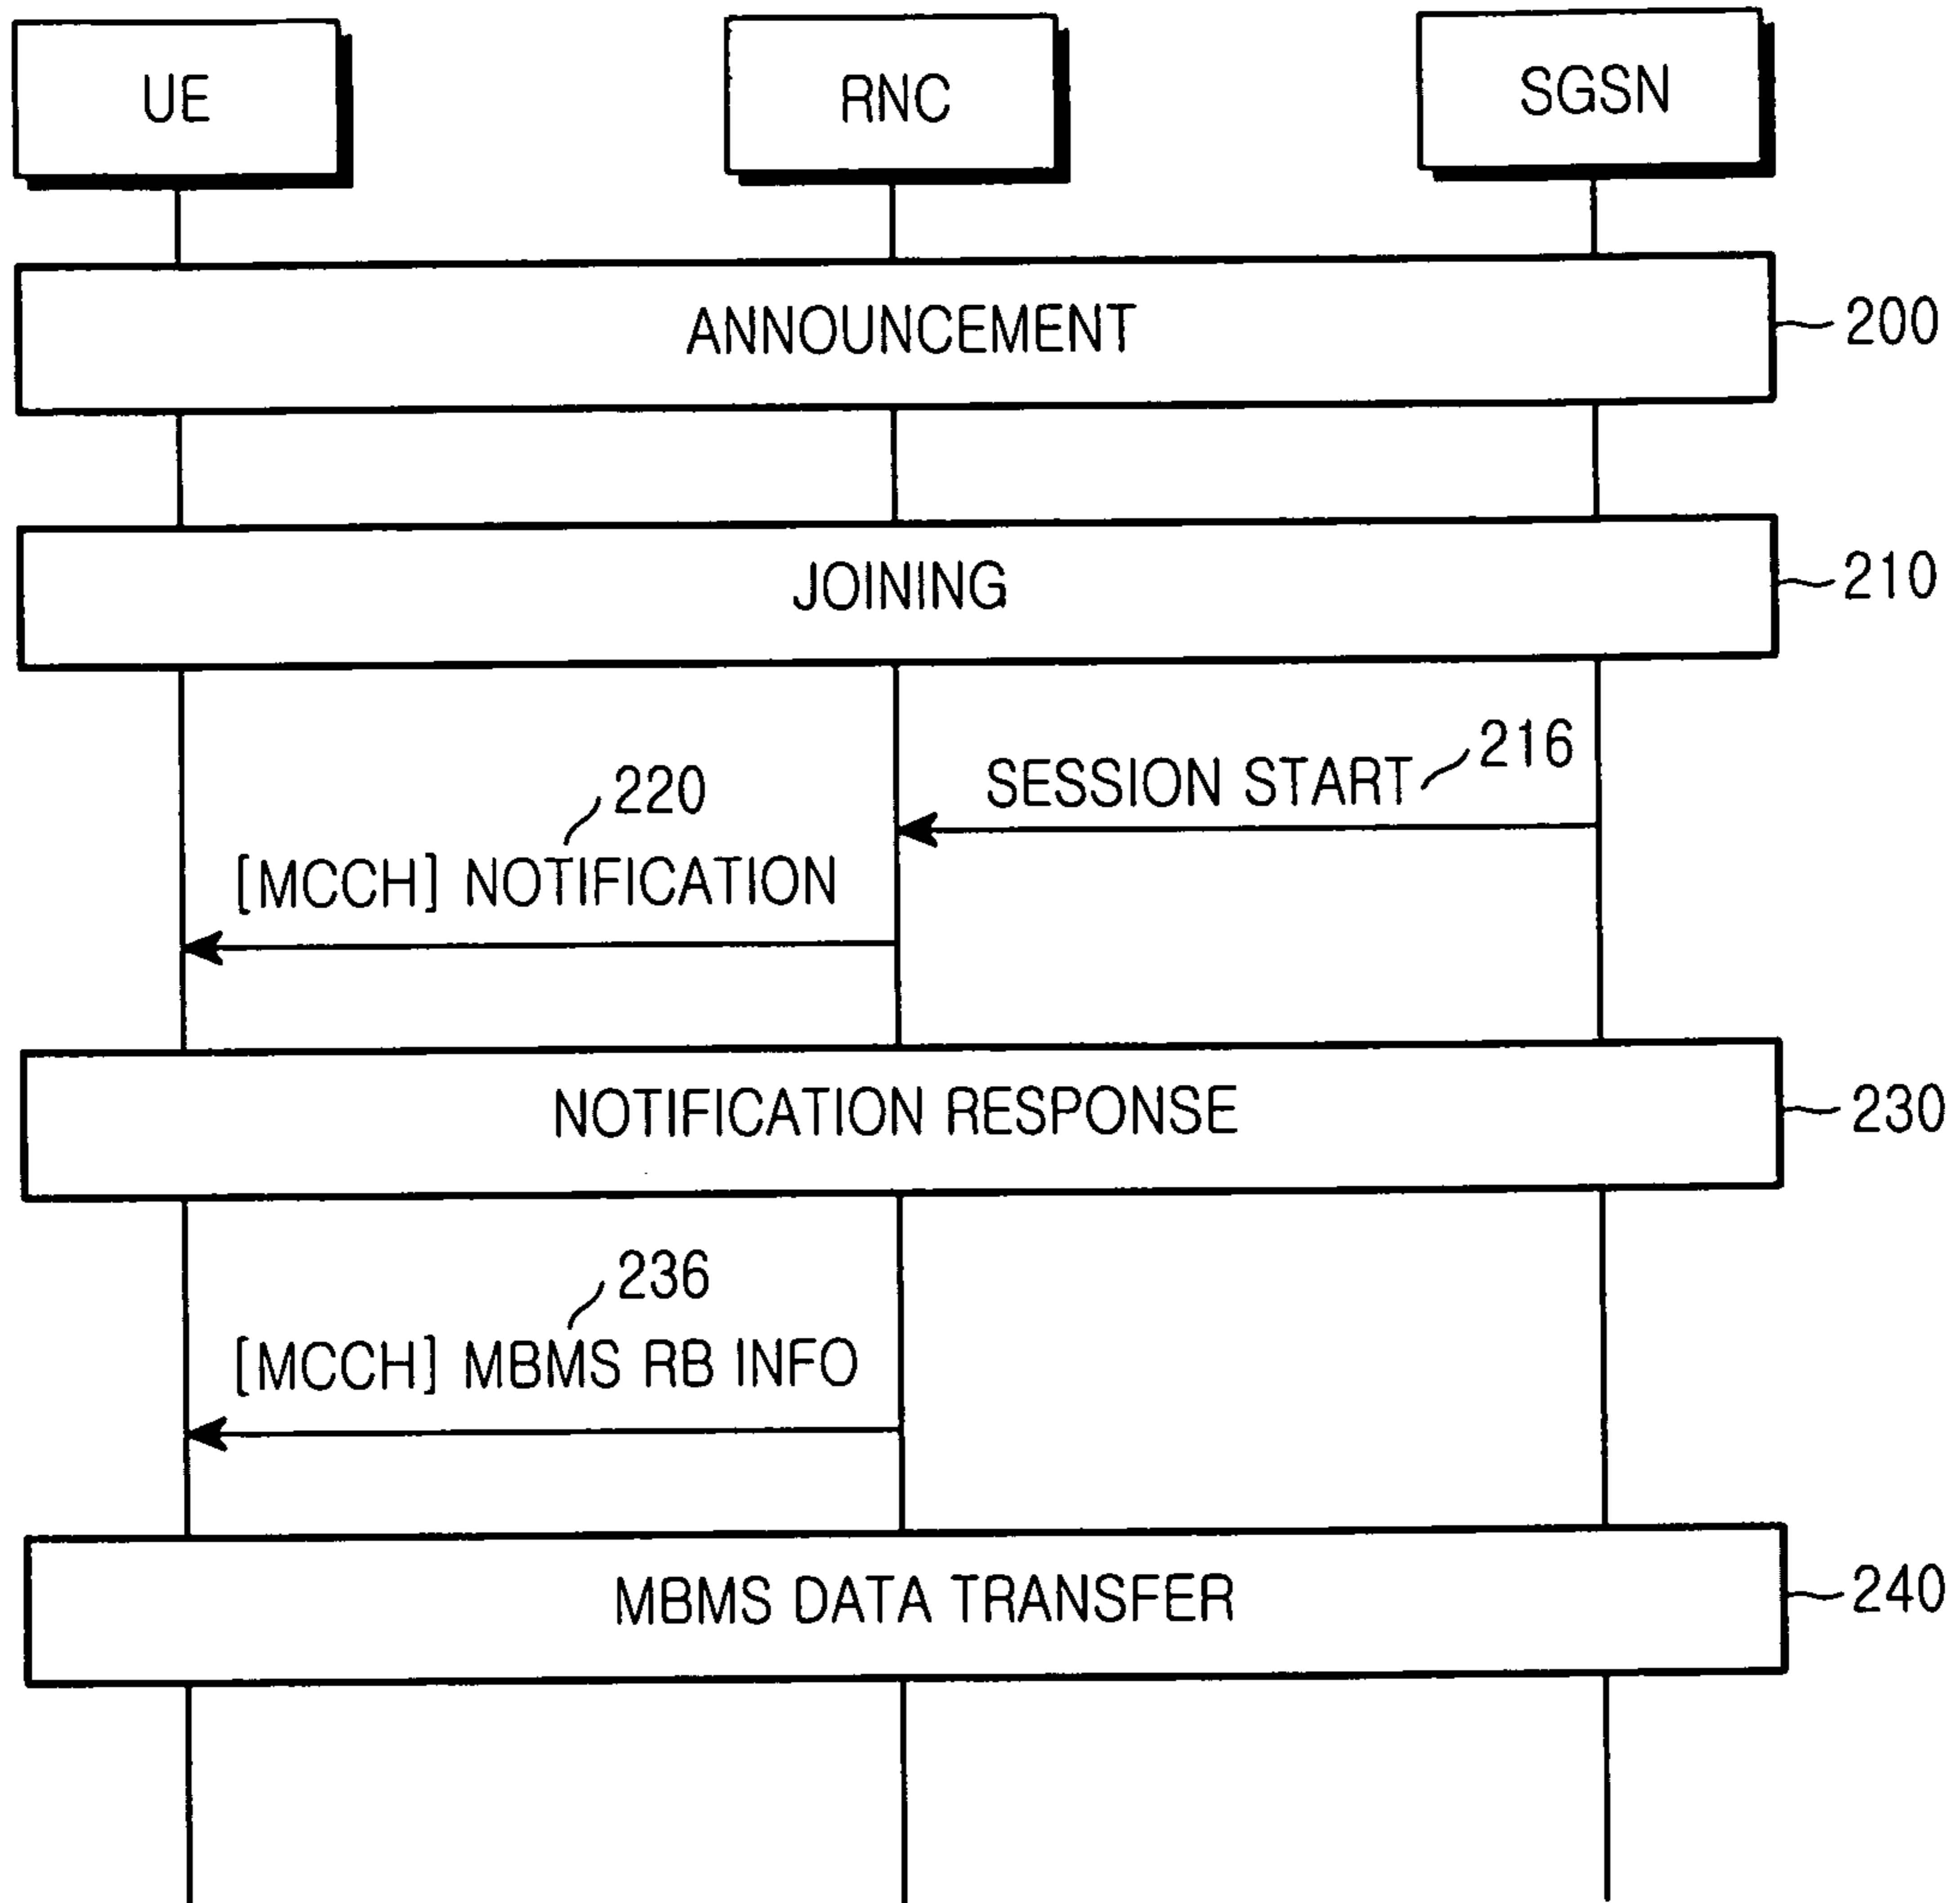 UE
RNC
SGSN
ANNOUNCEMENT
200
JOINING
210
SESSION START
216
220
[MCCH] NOTIFICATION
NOTIFICATION RESPONSE
230
236
[MCCH] MBMS RB INFO
MBMS DATA TRANSFER
240